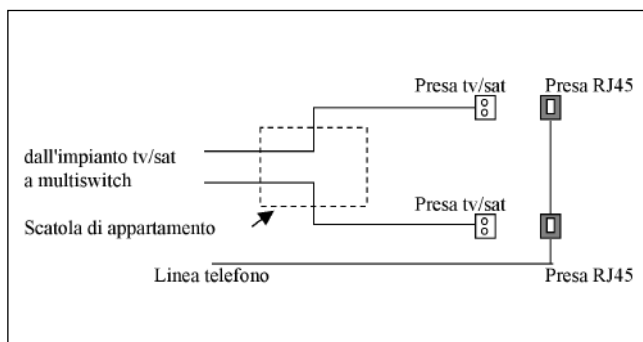 Presa tv/sat
Presa RJ45
dall'impianto tv/sat
a multiswitch
Presa tv/sat
Scatola di appartamento
Linea telefono
Presa RJ45